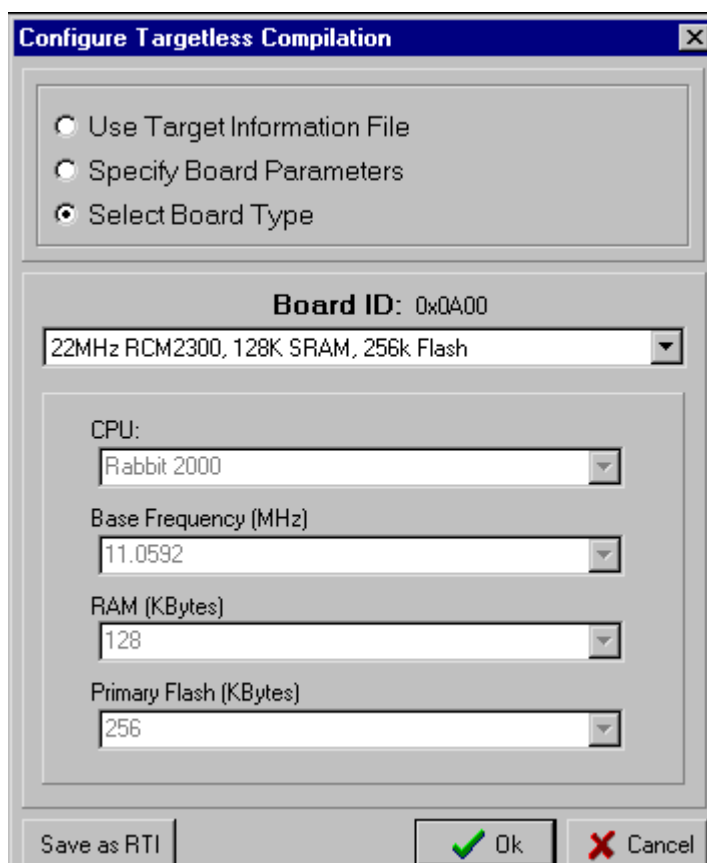 Configure Targetless Compilation
Use Target Information File
Specify Board Parameters
Select Board Type
Board ID: 0x0A00
22MHz RCM2300, 128K SRAM, 256k Flash
CPU:
Rabbit 2000
Base Frequency (MHz)
11.0592
RAM (KBytes)
128
Primary Flash (KBytes)
256
Save as RTI
Ok
Cancel